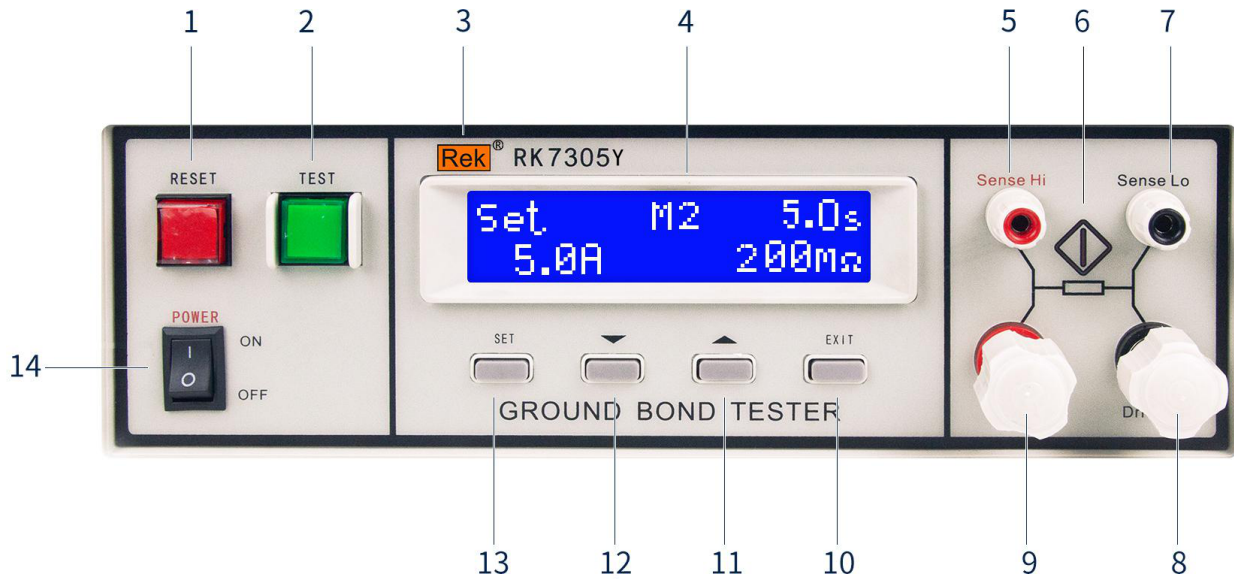 1 2 3 4 5 6 7
Rek® RK7305Y
RESET TEST
Sense Hi Sense Lo
Set M2 5.0s
5.0A 200MΩ
POWER
ON
OFF
SET EXIT
GROUND BOND TESTER
14
13 12 11 10 9 8